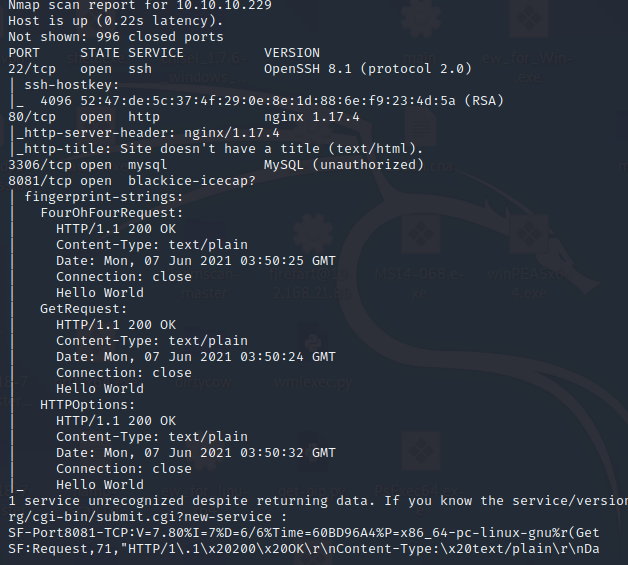 Nmap scan report for 10.10.10.229
Host is up (0.22s latency).
Not shown: 996 closed ports
PORT     STATE SERVICE         VERSION
22/tcp   open  ssh             OpenSSH 8.1 (protocol 2.0)
| ssh-hostkey:
|_  4096 52:47:de:5c:37:4f:29:0e:8e:1d:88:6e:f9:23:4d:5a (RSA)
80/tcp   open  http            nginx 1.17.4
|_http-server-header: nginx/1.17.4
|_http-title: Site doesn't have a title (text/html).
3306/tcp open  mysql           MySQL (unauthorized)
8081/tcp open  blackice-icecap?
| fingerprint-strings:
|   FourOhFourRequest:
|     HTTP/1.1 200 OK
|     Content-Type: text/plain
|     Date: Mon, 07 Jun 2021 03:50:25 GMT
|     Connection: close
|     Hello World
|   GetRequest:
|     HTTP/1.1 200 OK
|     Content-Type: text/plain
|     Date: Mon, 07 Jun 2021 03:50:24 GMT
|     Connection: close
|     Hello World
|   HTTPOptions:
|     HTTP/1.1 200 OK
|     Content-Type: text/plain
|     Date: Mon, 07 Jun 2021 03:50:32 GMT
|     Connection: close
|_    Hello World
1 service unrecognized despite returning data. If you know the service/version
rg/cgi-bin/submit.cgi?new-service :
SF-Port8081-TCP:V=7.80%I=7%D=6/6%Time=60BD96A4%P=x86_64-pc-linux-gnu%r(Get
SF:Request,71,"HTTP/1\.1\x20200\x20OK\r\nContent-Type:\x20text/plain\r\nDa